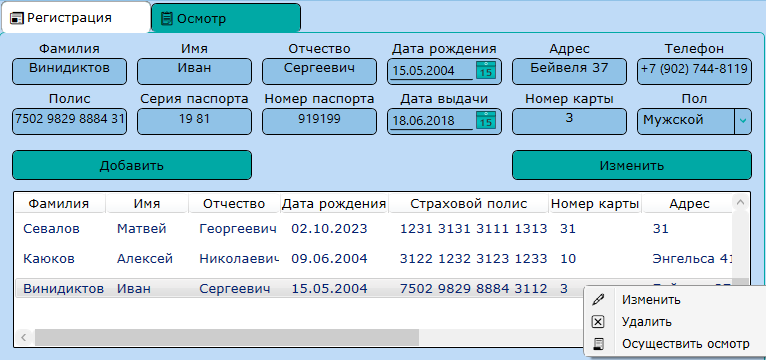 Регистрация Осмотр
Фамилия Имя Отчество Дата рождения Адрес Телефон
Винидиктов Иван Сергеевич 15.05.2004 15 Бейвеля 37 +7 (902) 744-8119
Полис Серия паспорта Номер паспорта Дата выдачи Номер карты Пол
7502 9829 8884 31 19 81 919199 18.06.2018 15 3 Мужской
Добавить Изменить
Фамилия Имя Отчество Дата рождения Страховой полис Номер карты Адрес
Севалов Матвей Георгеевич 02.10.2023 1231 3131 3111 1313 31 31
Каюков Алексей Николаевич 09.06.2004 3122 1232 3123 1233 10 Энгельса 41
Винидиктов Иван Сергеевич 15.05.2004 7502 9829 8884 3112 3
Изменить
Удалить
Осуществить осмотр